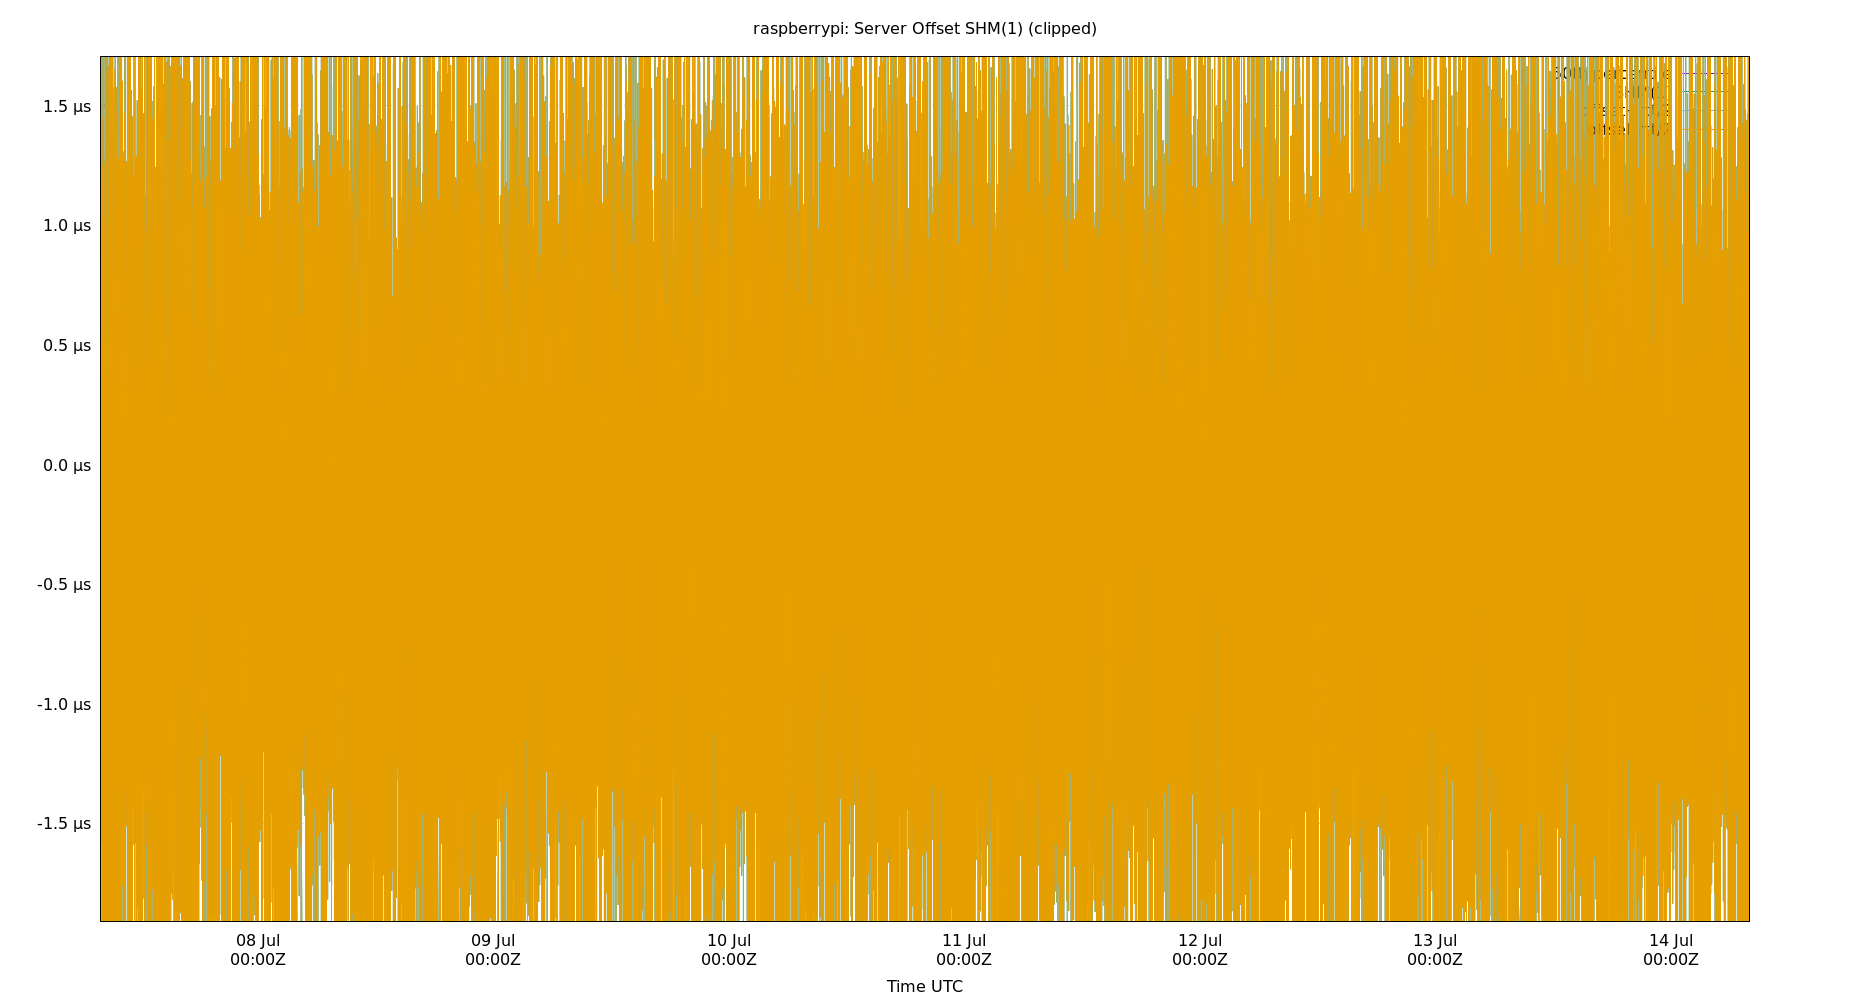 raspberrypi: Server Offset SHM(1) (clipped)
1.5 µs
1.0 µs
0.5 µs
0.0 µs
-0.5 µs
-1.0 µs
-1.5 µs
08 Jul 09 Jul 10 Jul 11 Jul 12 Jul 13 Jul 14 Jul
00:00Z 00:00Z 00:00Z 00:00Z 00:00Z 00:00Z 00:00Z
Time UTC